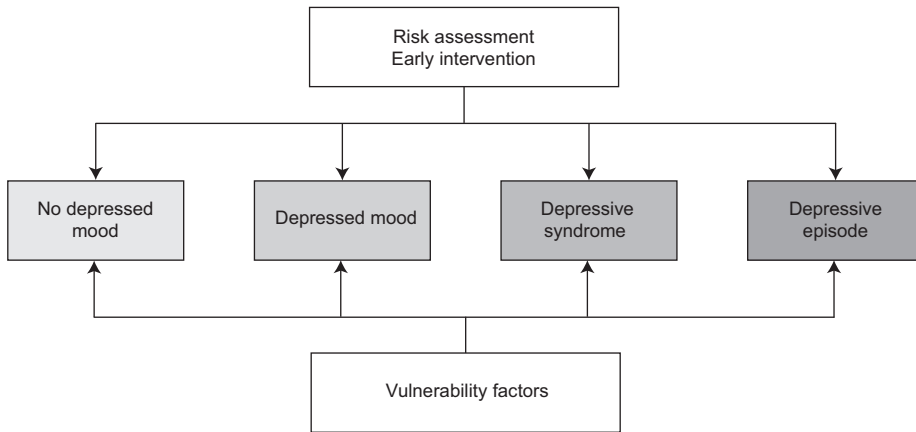 Risk assessment
Early intervention
No depressed
mood
Depressed mood
Depressive
syndrome
Depressive
episode
Vulnerability factors